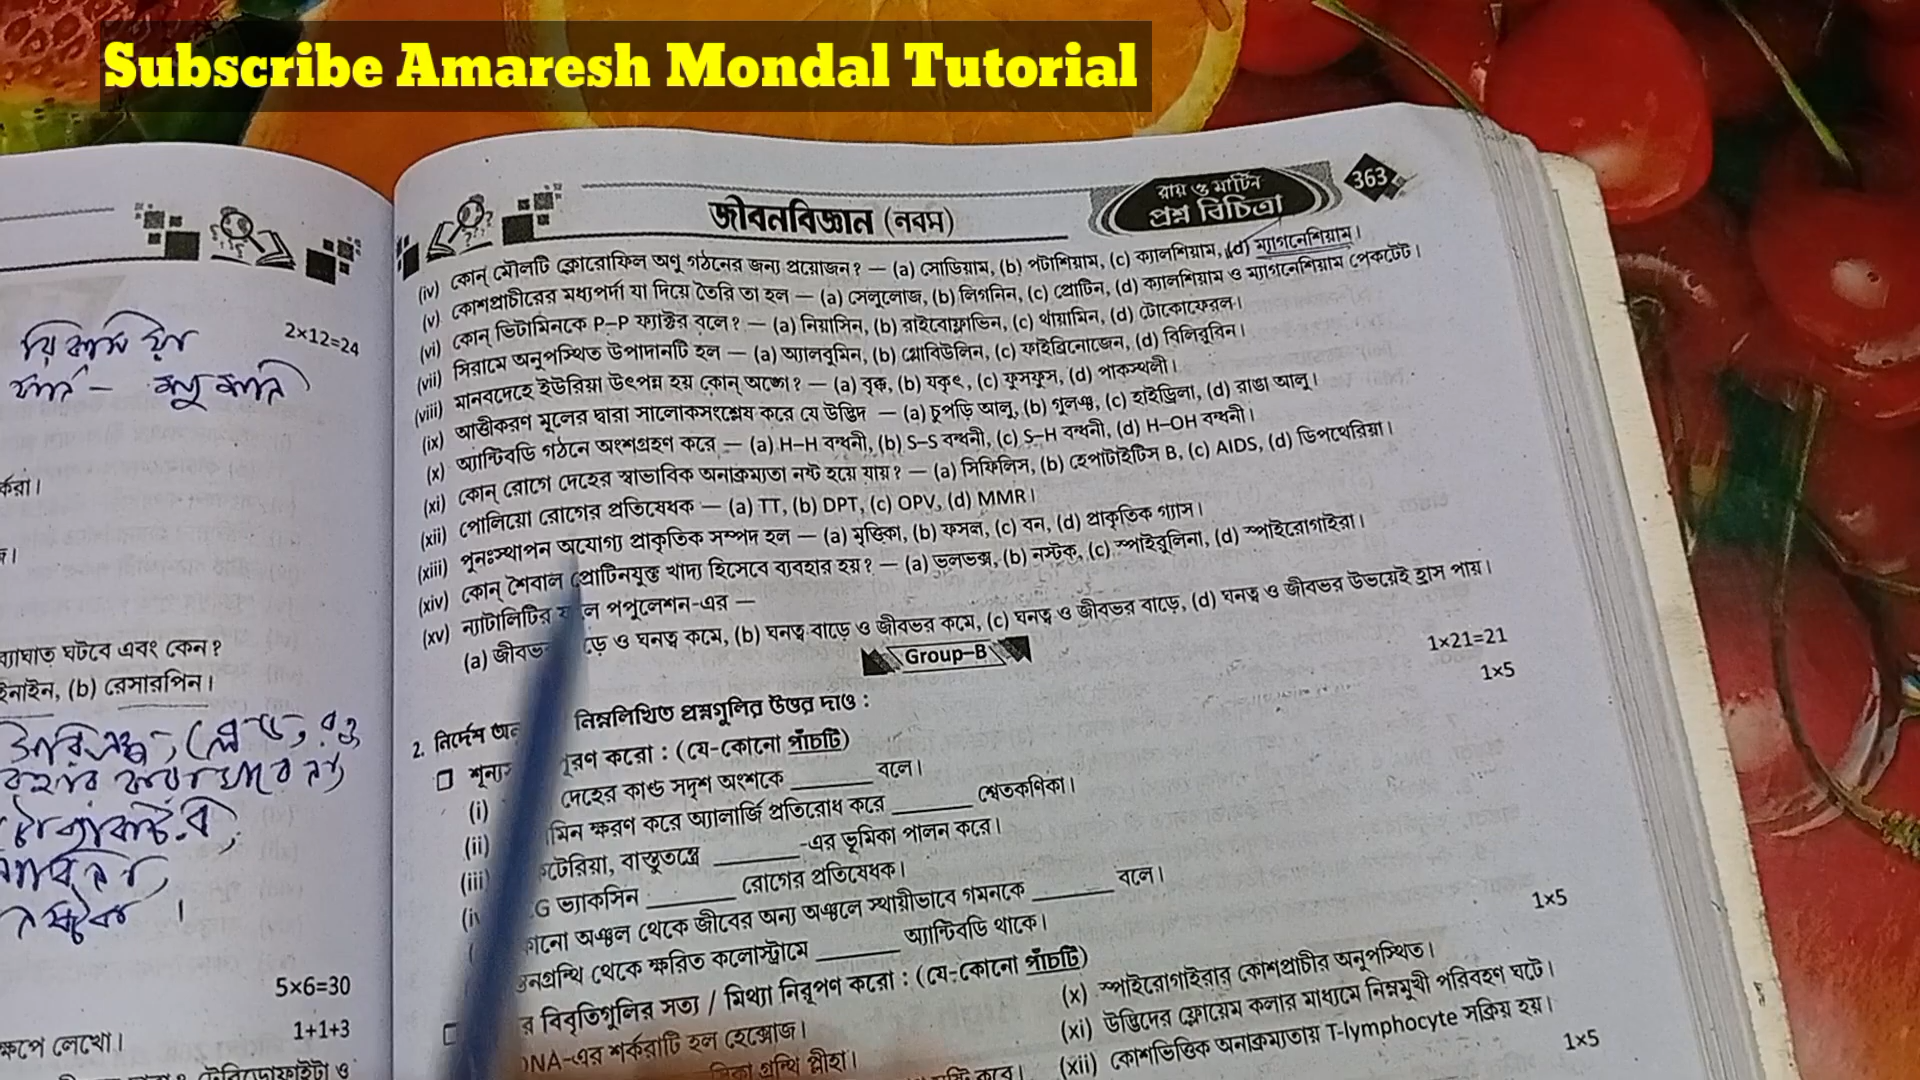 Subscribe Amaresh Mondal Tutorial
2×12=24
র্করা।
ব্যাঘাত ঘটবে এবং কেন?
ইনাইন, (b) রেসারপিন।
5×6=30
1+1+3
ক্ষেপে লেখো।
জীবনবিজ্ঞান (নবম)
রায় ও মার্টিন
প্রশ্ন বিচিত্রা
363
(iv) কোন্ মৌলটি ক্লোরোফিল অণু গঠনের জন্য প্রয়োজন? — (a) সোডিয়াম, (b) পটাশিয়াম, (c) ক্যালশিয়াম, (d) ম্যাগনেশিয়াম।
(v) কোশপ্রাচীরের মধ্যপর্দা যা দিয়ে তৈরি তা হল — (a) সেলুলোজ, (b) লিগনিন, (c) প্রোটিন, (d) ক্যালশিয়াম ও ম্যাগনেশিয়াম পেকটেট।
(vi) কোন্ ভিটামিনকে P–P ফ্যাক্টর বলে? — (a) নিয়াসিন, (b) রাইবোফ্লাভিন, (c) থায়ামিন, (d) টোকোফেরল।
(vii) সিরামে অনুপস্থিত উপাদানটি হল — (a) অ্যালবুমিন, (b) গ্লোবিউলিন, (c) ফাইব্রিনোজেন, (d) বিলিরুবিন।
(viii) মানবদেহে ইউরিয়া উৎপন্ন হয় কোন্ অঙ্গে? — (a) বৃক্ক, (b) যকৃৎ, (c) ফুসফুস, (d) পাকস্থলী।
(ix) আত্তীকরণ মূলের দ্বারা সালোকসংশ্লেষ করে যে উদ্ভিদ — (a) চুপড়ি আলু, (b) গুলঞ্চ, (c) হাইড্রিলা, (d) রাঙা আলু।
(x) অ্যান্টিবডি গঠনে অংশগ্রহণ করে — (a) H–H বন্ধনী, (b) S–S বন্ধনী, (c) S–H বন্ধনী, (d) H–OH বন্ধনী।
(xi) কোন্ রোগে দেহের স্বাভাবিক অনাক্রম্যতা নষ্ট হয়ে যায়? — (a) সিফিলিস, (b) হেপাটাইটিস B, (c) AIDS, (d) ডিপথেরিয়া।
(xii) পোলিয়ো রোগের প্রতিষেধক — (a) TT, (b) DPT, (c) OPV, (d) MMR।
(xiii) পুনঃস্থাপন অযোগ্য প্রাকৃতিক সম্পদ হল — (a) মৃত্তিকা, (b) ফসল, (c) বন, (d) প্রাকৃতিক গ্যাস।
(xiv) কোন্ শৈবাল প্রোটিনযুক্ত খাদ্য হিসেবে ব্যবহার হয়? — (a) ভলভক্স, (b) নস্টক, (c) স্পাইরুলিনা, (d) স্পাইরোগাইরা।
(xv) ন্যাটালিটির পপুলেশন-এর —
(a) জীবভর ড়ে ও ঘনত্ব কমে, (b) ঘনত্ব বাড়ে ও জীবভর কমে, (c) ঘনত্ব ও জীবভর বাড়ে, (d) ঘনত্ব ও জীবভর উভয়েই হ্রাস পায়।
Group–B
1×21=21
2. নির্দেশ নিম্নলিখিত প্রশ্নগুলির উত্তর দাও :
1×5
পূরণ করো : (যে-কোনো পাঁচটি)
(i) দেহের কাণ্ড সদৃশ অংশকে ______ বলে।
(ii) মিন ক্ষরণ করে অ্যালার্জি প্রতিরোধ করে ______ শ্বেতকণিকা।
(iii) কটেরিয়া, বাস্তুতন্ত্রে ______-এর ভূমিকা পালন করে।
G ভ্যাকসিন ______ রোগের প্রতিষেধক।
কোনো অঞ্চল থেকে জীবের অন্য অঞ্চলে স্থায়ীভাবে গমনকে ______ বলে।
স্তনগ্রন্থি থেকে ক্ষরিত কলোস্ট্রামে ______ অ্যান্টিবডি থাকে।
র বিবৃতিগুলির সত্য / মিথ্যা নিরূপণ করো : (যে-কোনো পাঁচটি)
1×5
DNA-এর শর্করাটি হল হেক্সোজ।
গ্রন্থি প্লীহা।
(x) স্পাইরোগাইরার কোশপ্রাচীর অনুপস্থিত।
(xi) উদ্ভিদের ফ্লোয়েম কলার মাধ্যমে নিম্নমুখী পরিবহণ ঘটে।
(xii) কোশভিত্তিক অনাক্রম্যতায় T-lymphocyte সক্রিয় হয়।
1×5